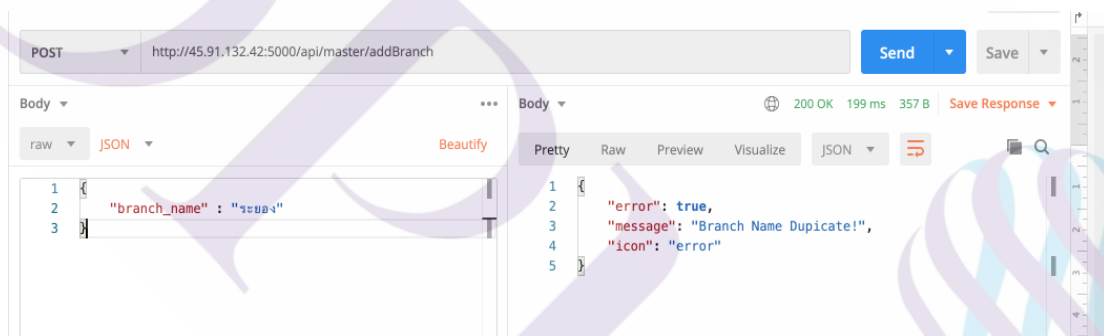 POST http://45.91.132.42:5000/api/master/addBranch Send Save
Body ••• Body 200 OK 199 ms 357 B Save Response
raw JSON Beautify Pretty Raw Preview Visualize JSON
1 {
2 "branch_name" : "ระยอง"
3 }
1 {
2 "error": true,
3 "message": "Branch Name Dupicate!",
4 "icon": "error"
5 }